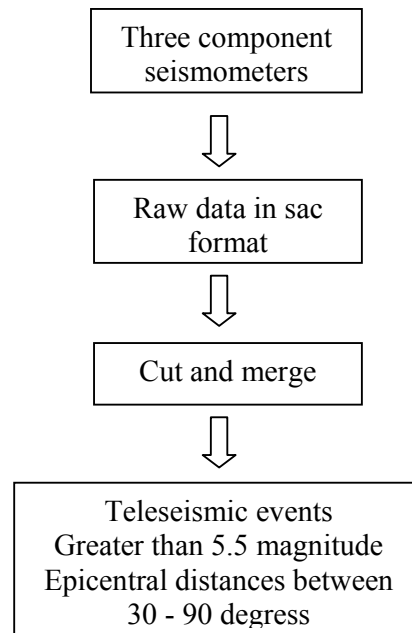 Three component
seismometers
Raw data in sac
format
Cut and merge
Teleseismic events
Greater than 5.5 magnitude
Epicentral distances between
30 - 90 degress